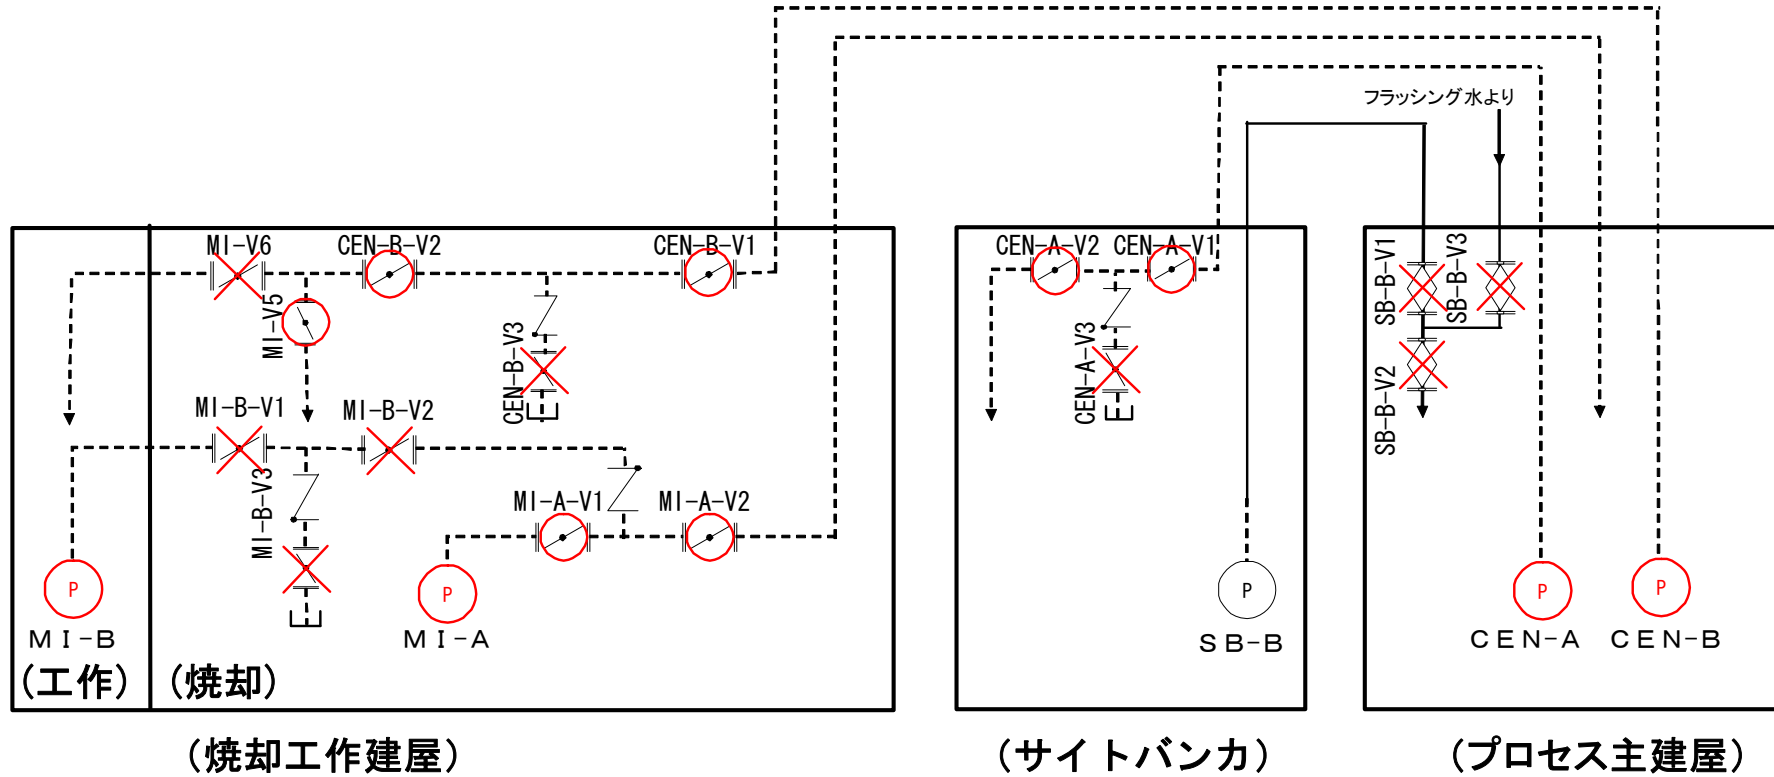 フラッシング水より
MI-V6
CEN-B-V2
CEN-B-V1
CEN-A-V2
CEN-A-V1
SB-B-V1
SB-B-V3
MI-V5
CEN-B-V3
CEN-A-V3
SB-B-V2
MI-B-V1
MI-B-V2
MI-B-V3
MI-A-V1
MI-A-V2
P
P
P
P
P
MI-B
MI-A
SB-B
CEN-A
CEN-B
(工作)
(焼却)
(焼却工作建屋)
(サイトバンカ)
(プロセス主建屋)